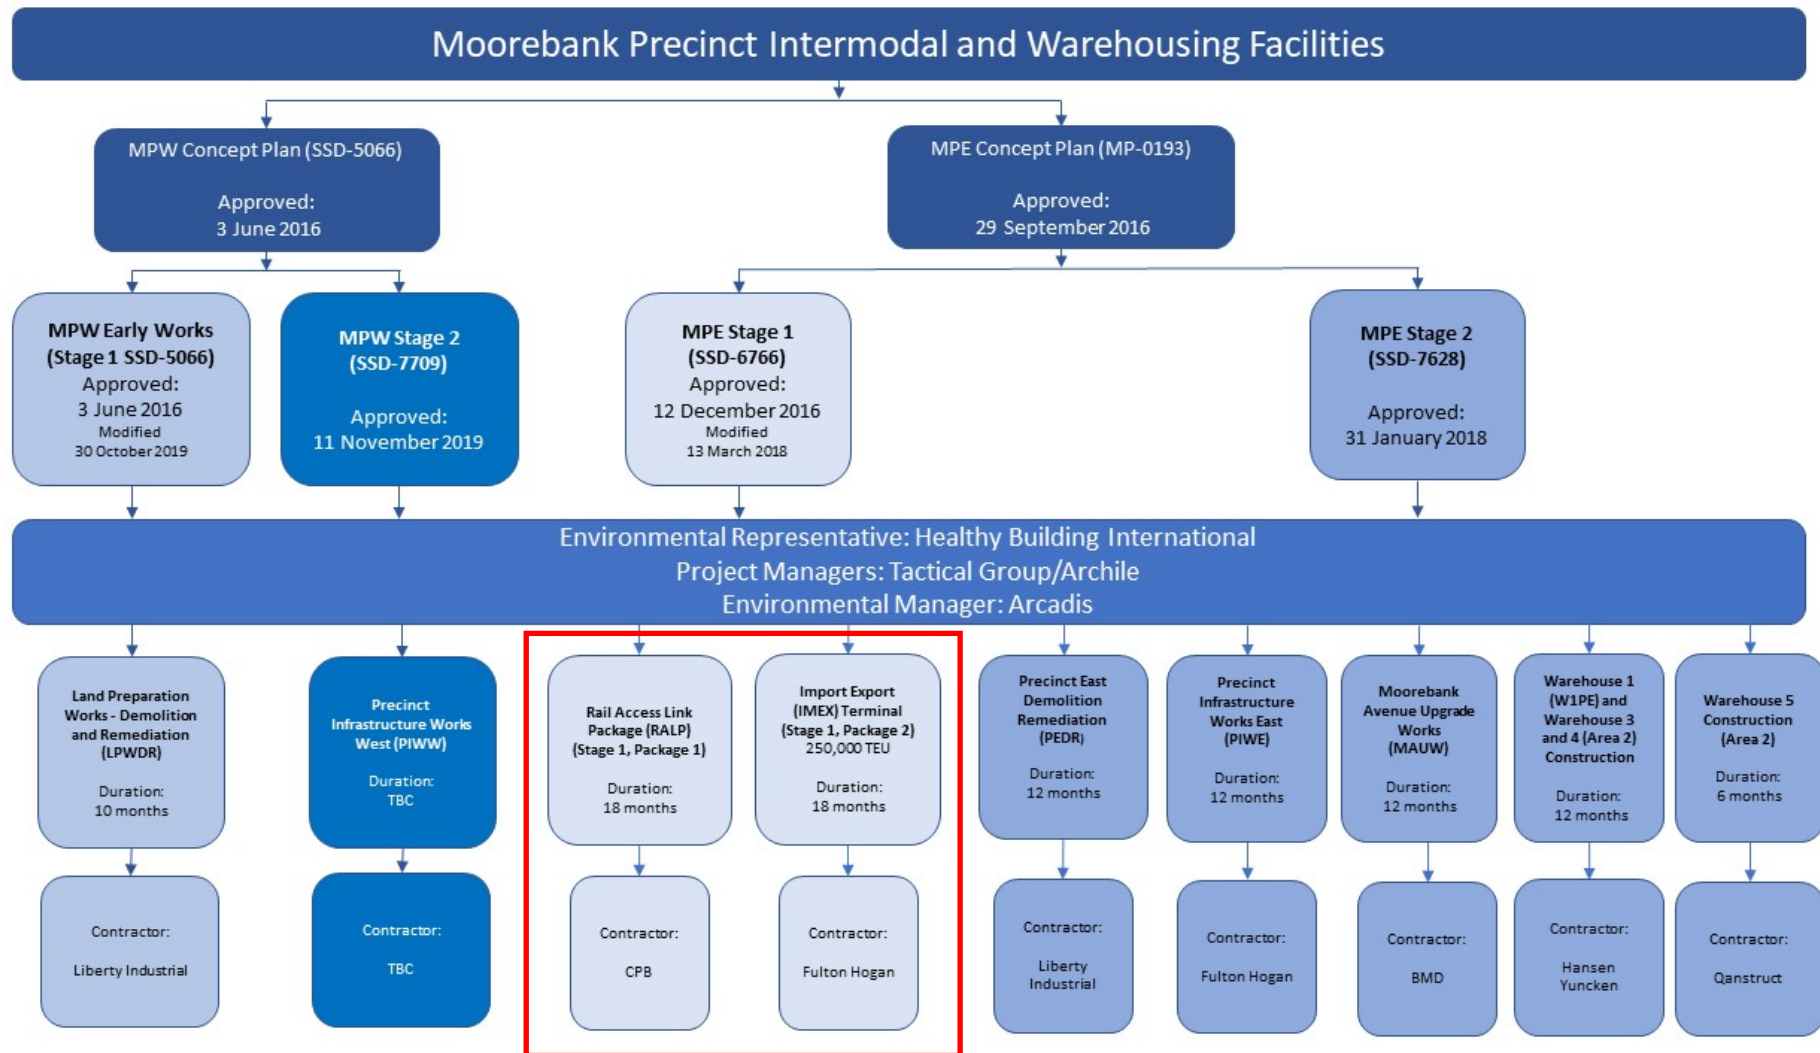 Moorebank Precinct Intermodal and Warehousing Facilities
MPW Concept Plan (SSD-5066)
Approved:
3 June 2016
MPE Concept Plan (MP-0193)
Approved:
29 September 2016
MPW Early Works
(Stage 1 SSD-5066)
Approved:
3 June 2016
Modified
30 October 2019
MPW Stage 2
(SSD-7709)
Approved:
11 November 2019
MPE Stage 1
(SSD-6766)
Approved:
12 December 2016
Modified
13 March 2018
MPE Stage 2
(SSD-7628)
Approved:
31 January 2018
Environmental Representative: Healthy Building International
Project Managers: Tactical Group/Archile
Environmental Manager: Arcadis
Land Preparation
Works - Demolition
and Remediation
(LPWDR)
Duration:
10 months
Precinct
Infrastructure Works
West (PIWW)
Duration:
TBC
Rail Access Link
Package (RALP)
(Stage 1, Package 1)
Duration:
18 months
Import Export
(IMEX) Terminal
(Stage 1, Package 2)
250,000 TEU
Duration:
18 months
Precinct East
Demolition
Remediation
(PEDR)
Duration:
12 months
Precinct
Infrastructure
Works East
(PIWE)
Duration:
12 months
Moorebank
Avenue Upgrade
Works
(MAUW)
Duration:
12 months
Warehouse 1
(W1PE) and
Warehouse 3
and 4 (Area 2)
Construction
Duration:
12 months
Warehouse 5
Construction
(Area 2)
Duration:
6 months
Contractor:
Liberty Industrial
Contractor:
TBC
Contractor:
CPB
Contractor:
Fulton Hogan
Contractor:
Liberty
Industrial
Contractor:
Fulton Hogan
Contractor:
BMD
Contractor:
Hansen
Yuncken
Contractor:
Qanstruct